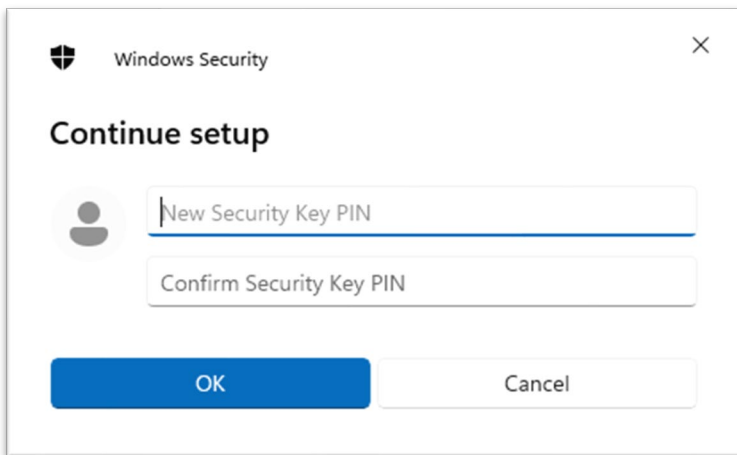 Windows Security
Continue setup
New Security Key PIN
Confirm Security Key PIN
OK
Cancel